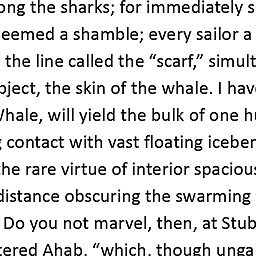 ong the sharks; for immediately s
eemed a shamble; every sailor a
the line called the “scarf,” simult
bject, the skin of the whale. I hav
Whale, will yield the bulk of one h
contact with vast floating iceber
the rare virtue of interior spacious
distance obscuring the swarming
Do you not marvel, then, at Stub
tered Ahab, “which, though unga